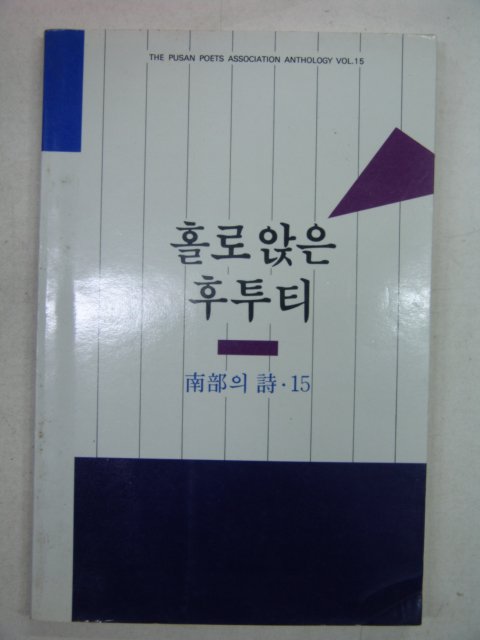 THE PUSAN POETS ASSOCIATION ANTHOLOGY VOL.15
홀로 앉은
후투티
南部의 詩·15